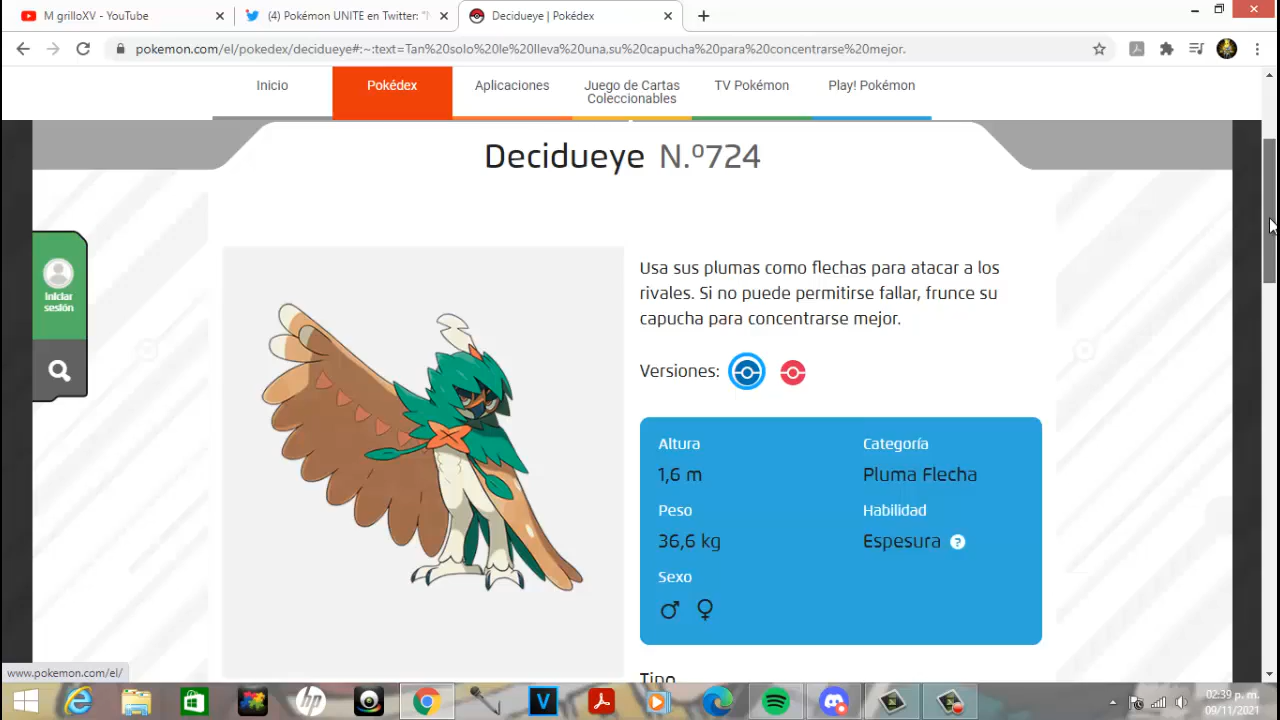 M grilloXV - YouTube
(4) Pokémon UNITE en Twitter: "¡
Decidueye | Pokédex
pokemon.com/el/pokedex/decidueye#:~:text=Tan%20solo%20le%20lleva%20una,su%20capucha%20para%20concentrarse%20mejor.
Inicio
Pokédex
Aplicaciones
Juego de Cartas
Coleccionables
TV Pokémon
Play! Pokémon
Decidueye N.º724
Iniciar
sesión
Usa sus plumas como flechas para atacar a los
rivales. Si no puede permitirse fallar, frunce su
capucha para concentrarse mejor.
Versiones:
Altura
Categoría
1,6 m
Pluma Flecha
Peso
Habilidad
36,6 kg
Espesura ?
Sexo
Tipo
www.pokemon.com/el/
hp
V
02:39 p. m.
09/11/2021